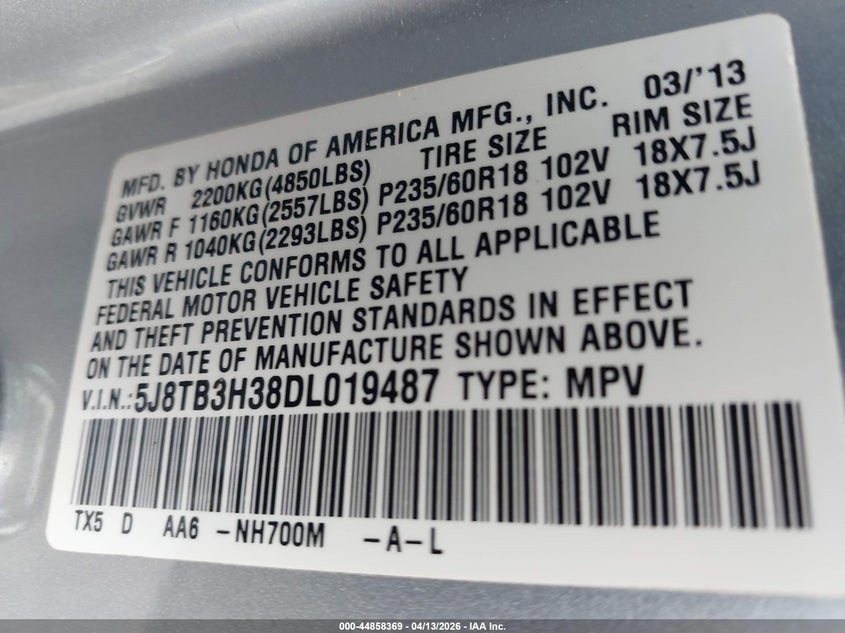 MFD. BY HONDA OF AMERICA MFG., INC. 03/'13
GVWR 2200KG(4850LBS) TIRE SIZE RIM SIZE
GAWR F 1160KG(2557LBS) P235/60R18 102V 18X7.5J
GAWR R 1040KG(2293LBS) P235/60R18 102V 18X7.5J
THIS VEHICLE CONFORMS TO ALL APPLICABLE
FEDERAL MOTOR VEHICLE SAFETY
AND THEFT PREVENTION STANDARDS IN EFFECT
ON THE DATE OF MANUFACTURE SHOWN ABOVE.
V.I.N.:5J8TB3H38DL019487 TYPE: MPV
TX5 D AA6 -NH700M -A-L
000-44858369 - 04/13/2026 - IAA Inc.